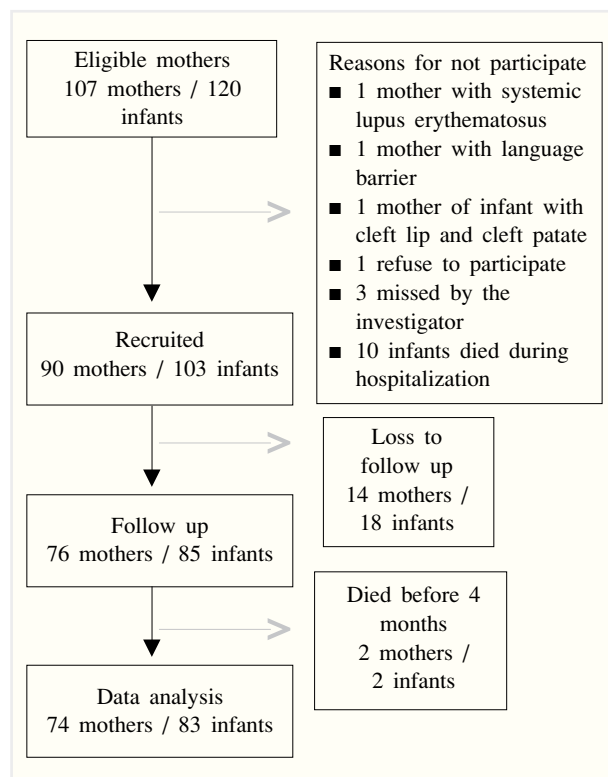 Eligible mothers
107 mothers / 120
infants
Reasons for not participate
■ 1 mother with systemic
lupus erythematosus
■ 1 mother with language
barrier
■ 1 mother of infant with
cleft lip and cleft patate
■ 1 refuse to participate
■ 3 missed by the
investigator
■ 10 infants died during
hospitalization
Recruited
90 mothers / 103 infants
Loss to
follow up
14 mothers /
18 infants
Follow up
76 mothers / 85 infants
Died before 4
months
2 mothers /
2 infants
Data analysis
74 mothers / 83 infants